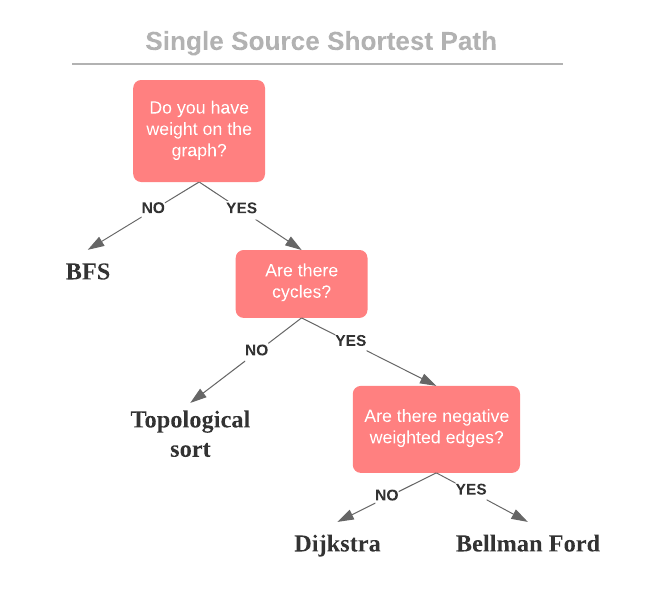 Single Source Shortest Path
Do you have
weight on the
graph?
NO
YES
BFS
Are there
cycles?
NO
YES
Topological
sort
Are there negative
weighted edges?
NO
YES
Dijkstra
Bellman Ford